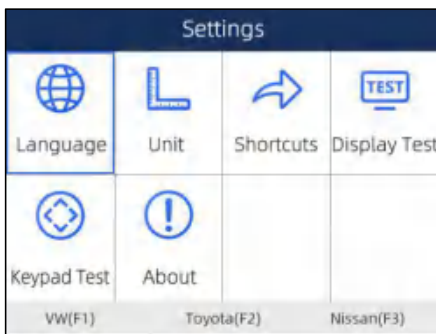 Settings
Language Unit Shortcuts TEST Display Test
Keypad Test About
VW(F1) Toyota(F2) Nissan(F3)